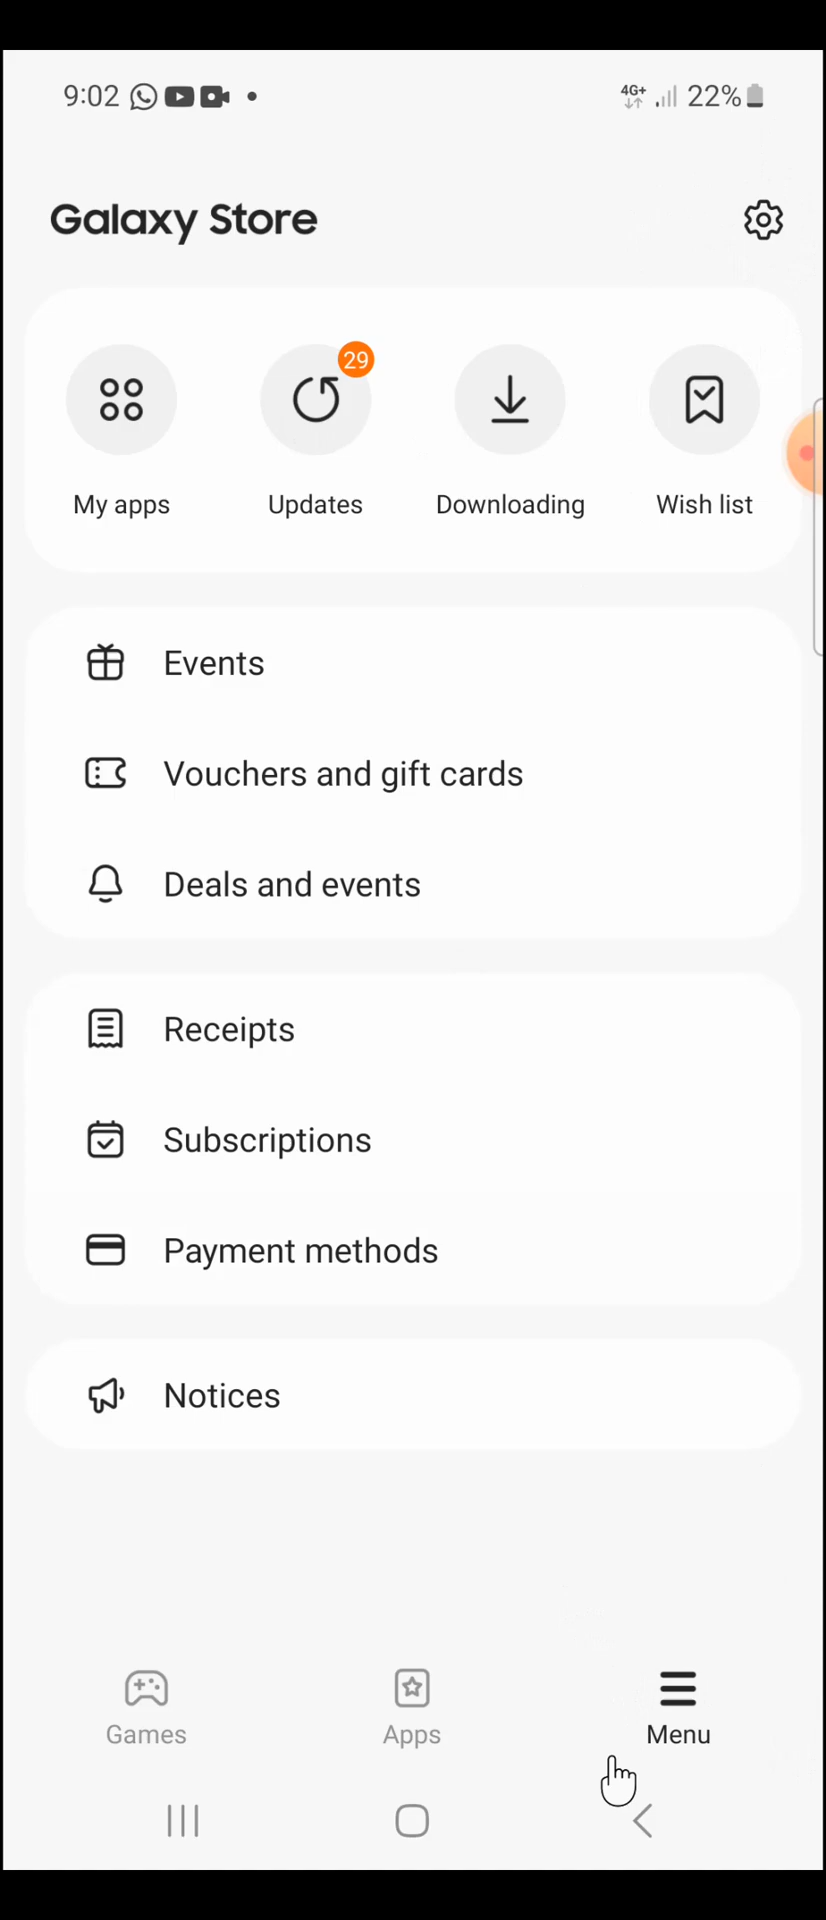 9:02
4G+ 22%
Galaxy Store
29
My apps Updates Downloading Wish list
Events
Vouchers and gift cards
Deals and events
Receipts
Subscriptions
Payment methods
Notices
Games Apps Menu